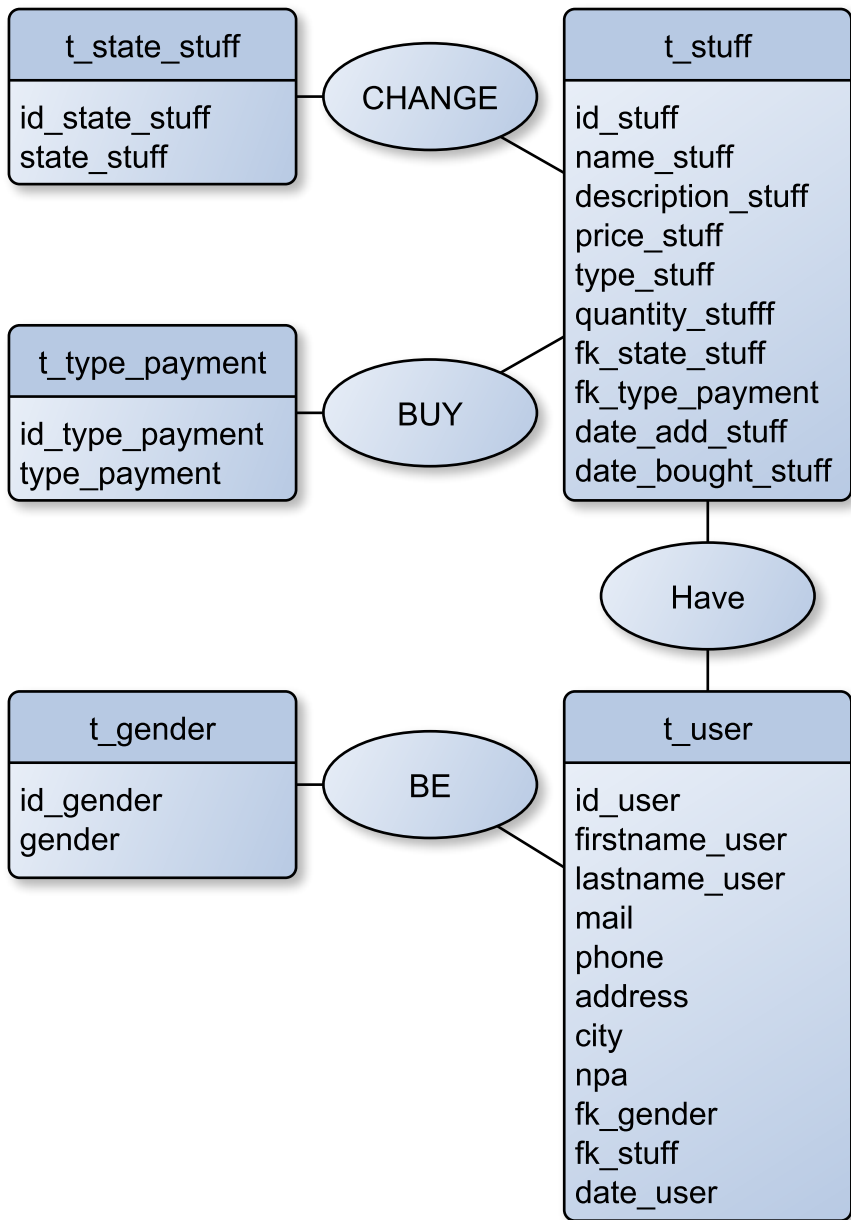 t_state_stuff
id_state_stuff
state_stuff
CHANGE
t_stuff
id_stuff
name_stuff
description_stuff
price_stuff
type_stuff
quantity_stufff
fk_state_stuff
fk_type_payment
date_add_stuff
date_bought_stuff
t_type_payment
id_type_payment
type_payment
BUY
Have
t_gender
id_gender
gender
BE
t_user
id_user
firstname_user
lastname_user
mail
phone
address
city
npa
fk_gender
fk_stuff
date_user